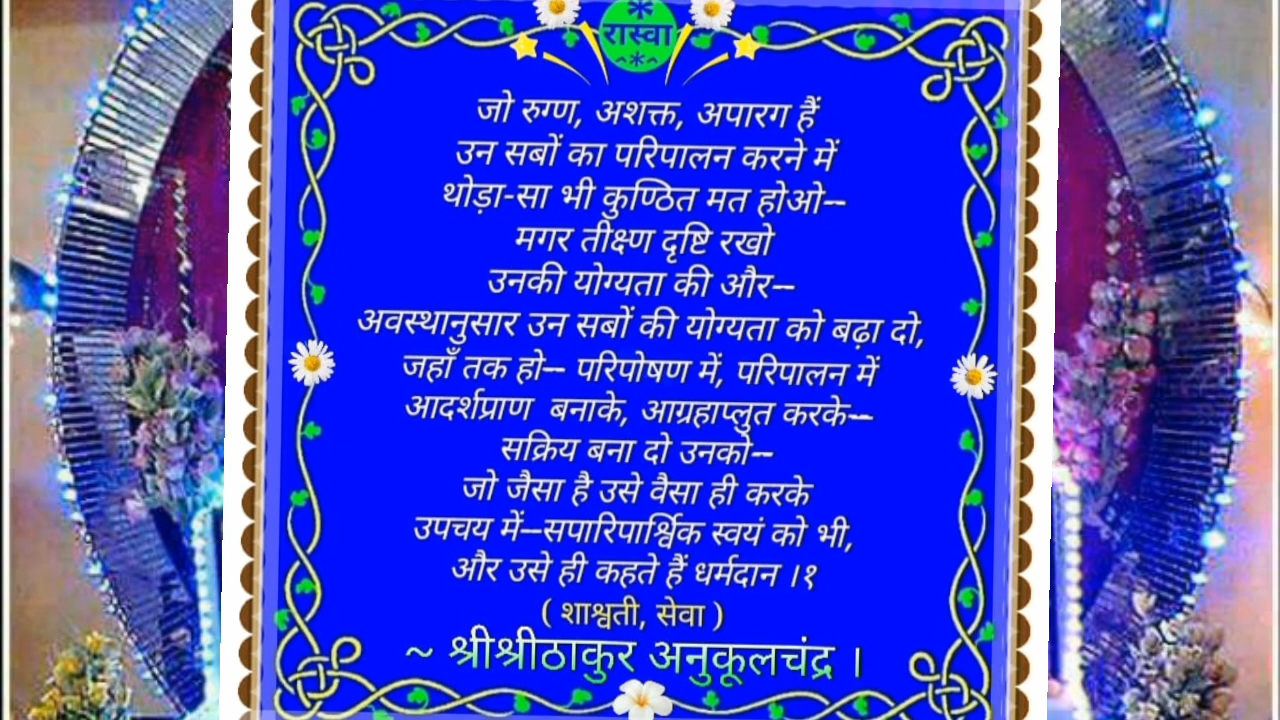 रास्वा
जो रुग्ण, अशक्त, अपारग हैं
उन सबों का परिपालन करने में
थोड़ा-सा भी कुण्ठित मत होओ--
मगर तीक्ष्ण दृष्टि रखो
उनकी योग्यता की और--
अवस्थानुसार उन सबों की योग्यता को बढ़ा दो,
जहाँ तक हो-- परिपोषण में, परिपालन में
आदर्शप्राण बनाके, आग्रहाप्लुत करके--
सक्रिय बना दो उनको--
जो जैसा है उसे वैसा ही करके
उपचय में--सपारिपार्श्विक स्वयं को भी,
और उसे ही कहते हैं धर्मदान ।१
( शाश्वती, सेवा )
~ श्रीश्रीठाकुर अनुकूलचंद्र ।